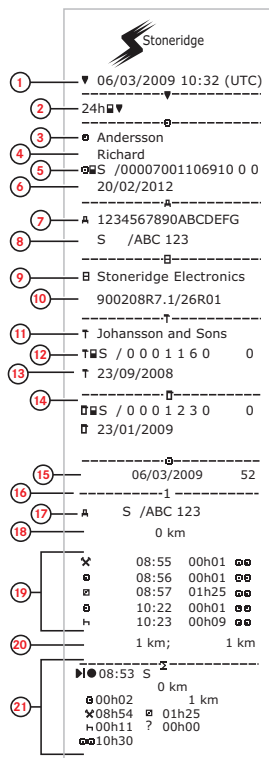 Stoneridge
1 ▼ 06/03/2009 10:32 (UTC)
2 24h▼
3 Andersson
4 Richard
5 S /00007001106910 0 0
6 20/02/2012
7 A 1234567890ABCDEFG
8 S /ABC 123
9 Stoneridge Electronics
10 900208R7.1/26R01
11 Johansson and Sons
12 S / 0 0 0 1 1 6 0 0
13 23/09/2008
14
S / 0 0 0 1 2 3 0 0
23/01/2009
15 06/03/2009 52
16 1
17 A S /ABC 123
18 0 km
19
08:55 00h01
08:56 00h01
08:57 01h25
10:22 00h01
10:23 00h09
20 1 km; 1 km
21 Σ
08:53 S
0 km
00h02 1 km
08h54 01h25
00h11 ? 00h00
10h30